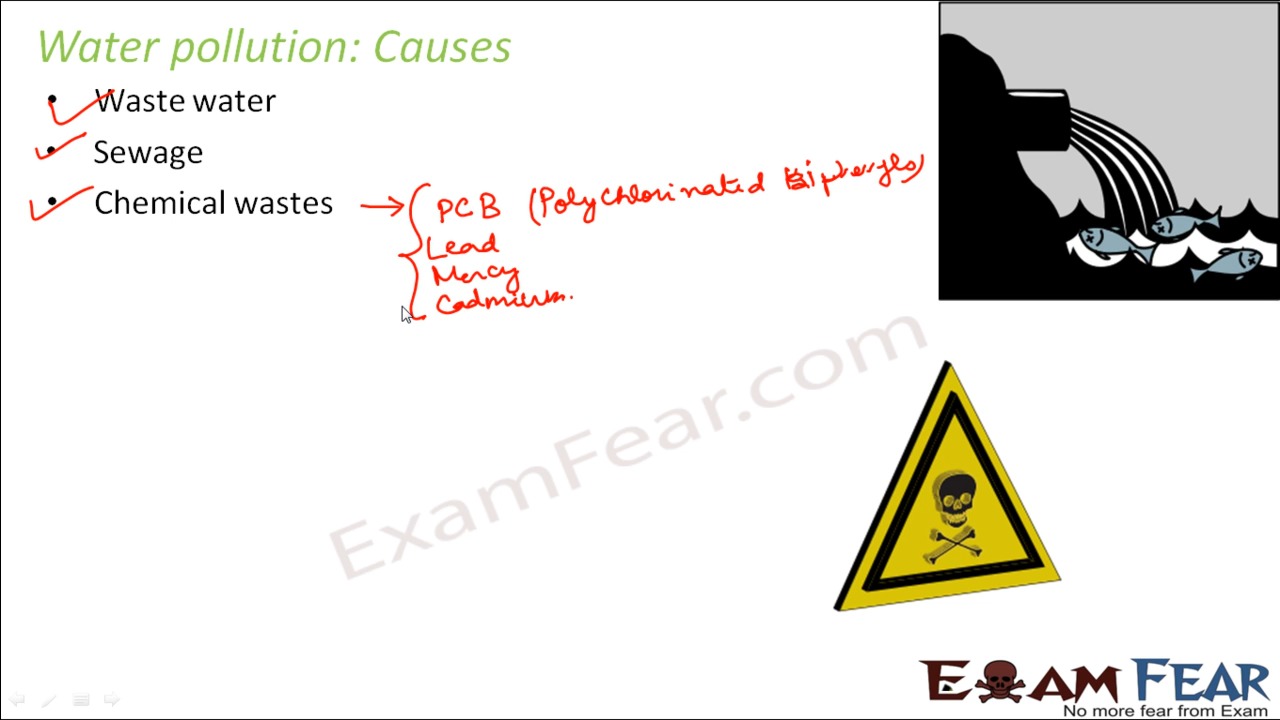 Water pollution: Causes
• Waste water
• Sewage
• Chemical wastes → PCB (Polychlorinated biphenyls)
Lead
Mercy
Cadmium.
ExamFear.com
EXAM FEAR
No more fear from Exam